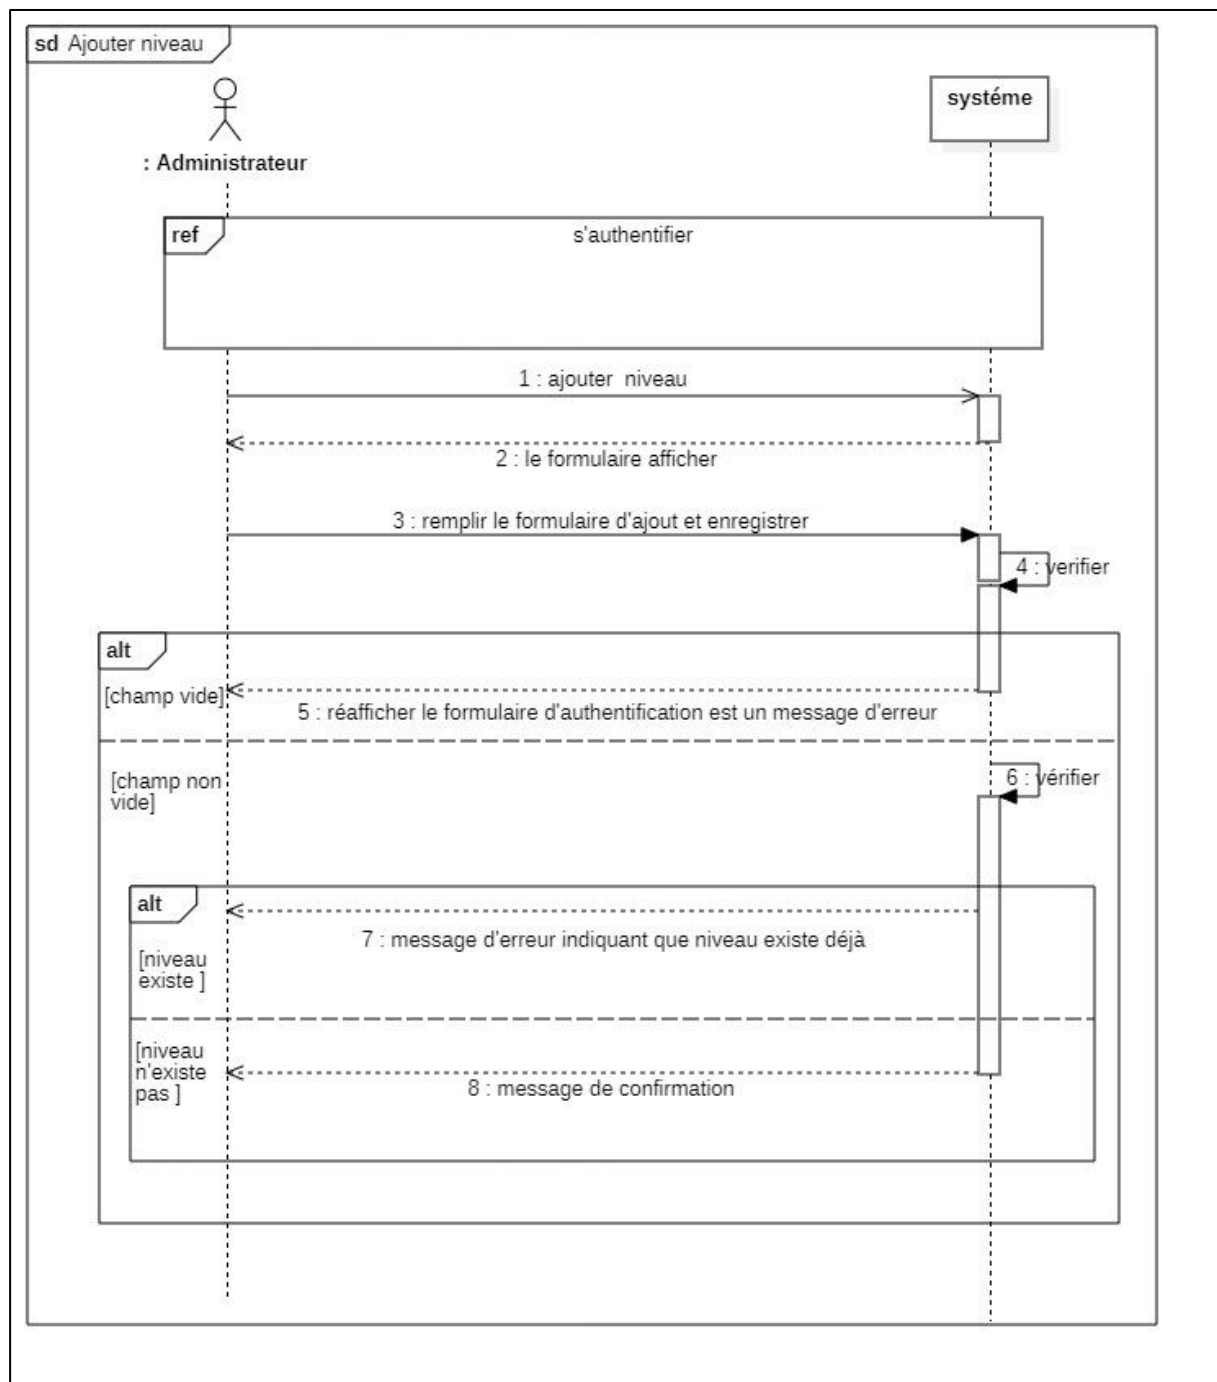 sd Ajouter niveau
systéme
: Administrateur
ref
s'authentifier
1 : ajouter niveau
2 : le formulaire afficher
3 : remplir le formulaire d'ajout et enregistrer
4 : verifier
alt
[champ vide]
5 : réafficher le formulaire d'authentification est un message d'erreur
[champ non
vide]
6 : vérifier
alt
7 : message d'erreur indiquant que niveau existe déjà
[niveau
existe ]
[niveau
n'existe
pas ]
8 : message de confirmation